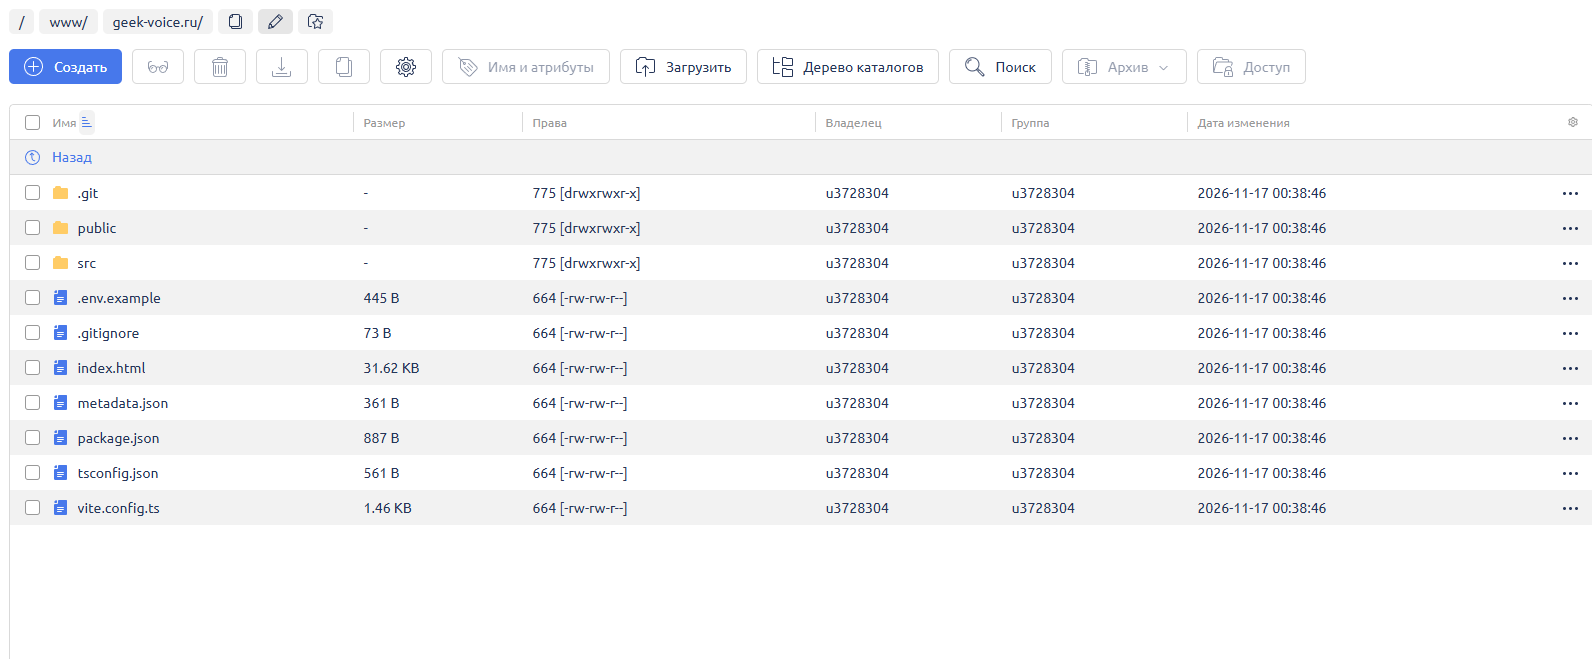 / www/ geek-voice.ru/
Создать Имя и атрибуты Загрузить Дерево каталогов Поиск Архив Доступ
Имя Размер Права Владелец Группа Дата изменения
Назад
.git - 775 [drwxrwxr-x] u3728304 u3728304 2026-11-17 00:38:46
public - 775 [drwxrwxr-x] u3728304 u3728304 2026-11-17 00:38:46
src - 775 [drwxrwxr-x] u3728304 u3728304 2026-11-17 00:38:46
.env.example 445 B 664 [-rw-rw-r--] u3728304 u3728304 2026-11-17 00:38:46
.gitignore 73 B 664 [-rw-rw-r--] u3728304 u3728304 2026-11-17 00:38:46
index.html 31.62 KB 664 [-rw-rw-r--] u3728304 u3728304 2026-11-17 00:38:46
metadata.json 361 B 664 [-rw-rw-r--] u3728304 u3728304 2026-11-17 00:38:46
package.json 887 B 664 [-rw-rw-r--] u3728304 u3728304 2026-11-17 00:38:46
tsconfig.json 561 B 664 [-rw-rw-r--] u3728304 u3728304 2026-11-17 00:38:46
vite.config.ts 1.46 KB 664 [-rw-rw-r--] u3728304 u3728304 2026-11-17 00:38:46